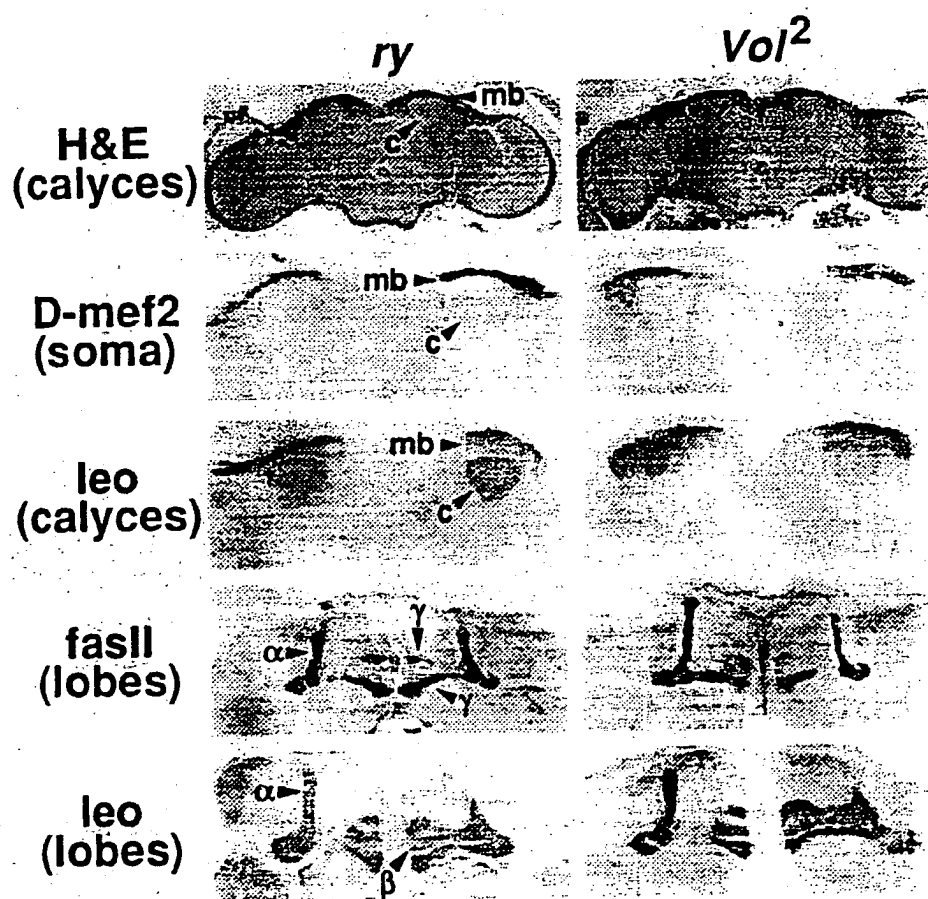 ry
Vol²
H&E
(calyces)
mb
c
D-mef2
(soma)
mb
c
leo
(calyces)
mb
c
fasII
(lobes)
α
γ
γ
leo
(lobes)
α
β